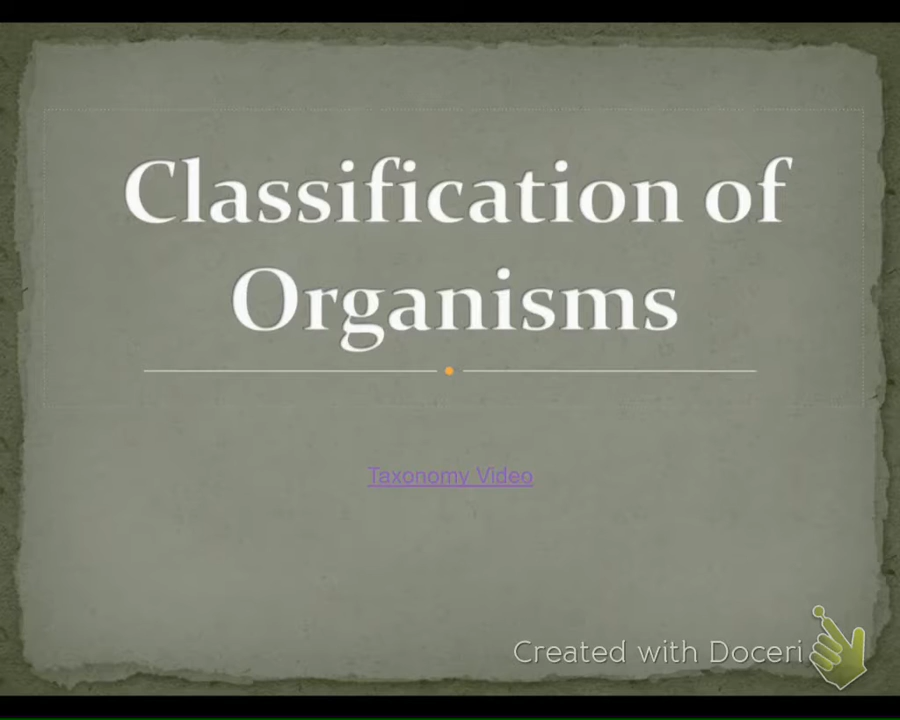 Classification of
Organisms
Taxonomy Video
Created with Doceri